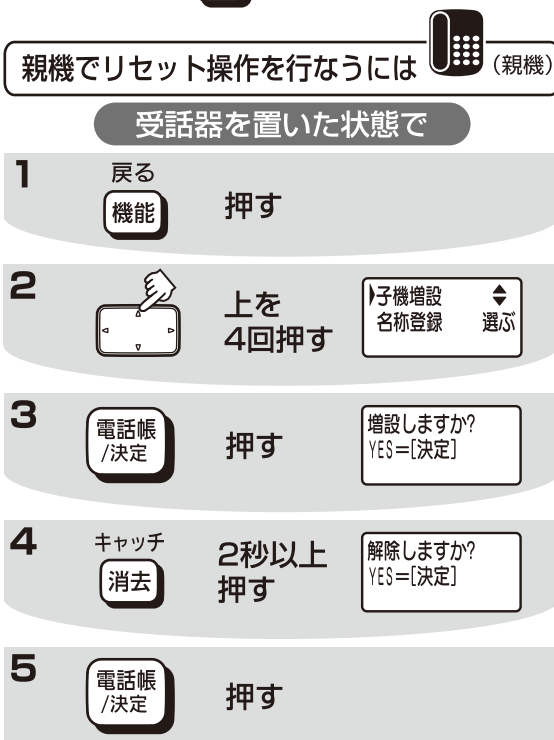 親機でリセット操作を行なうには
(親機)
受話器を置いた状態で
1
戻る
機能
押す
2
上を
4回押す
子機増設
名称登録 選ぶ
3
電話帳
/決定
押す
増設しますか?
YES=[決定]
4
キャッチ
消去
2秒以上
押す
解除しますか?
YES=[決定]
5
電話帳
/決定
押す